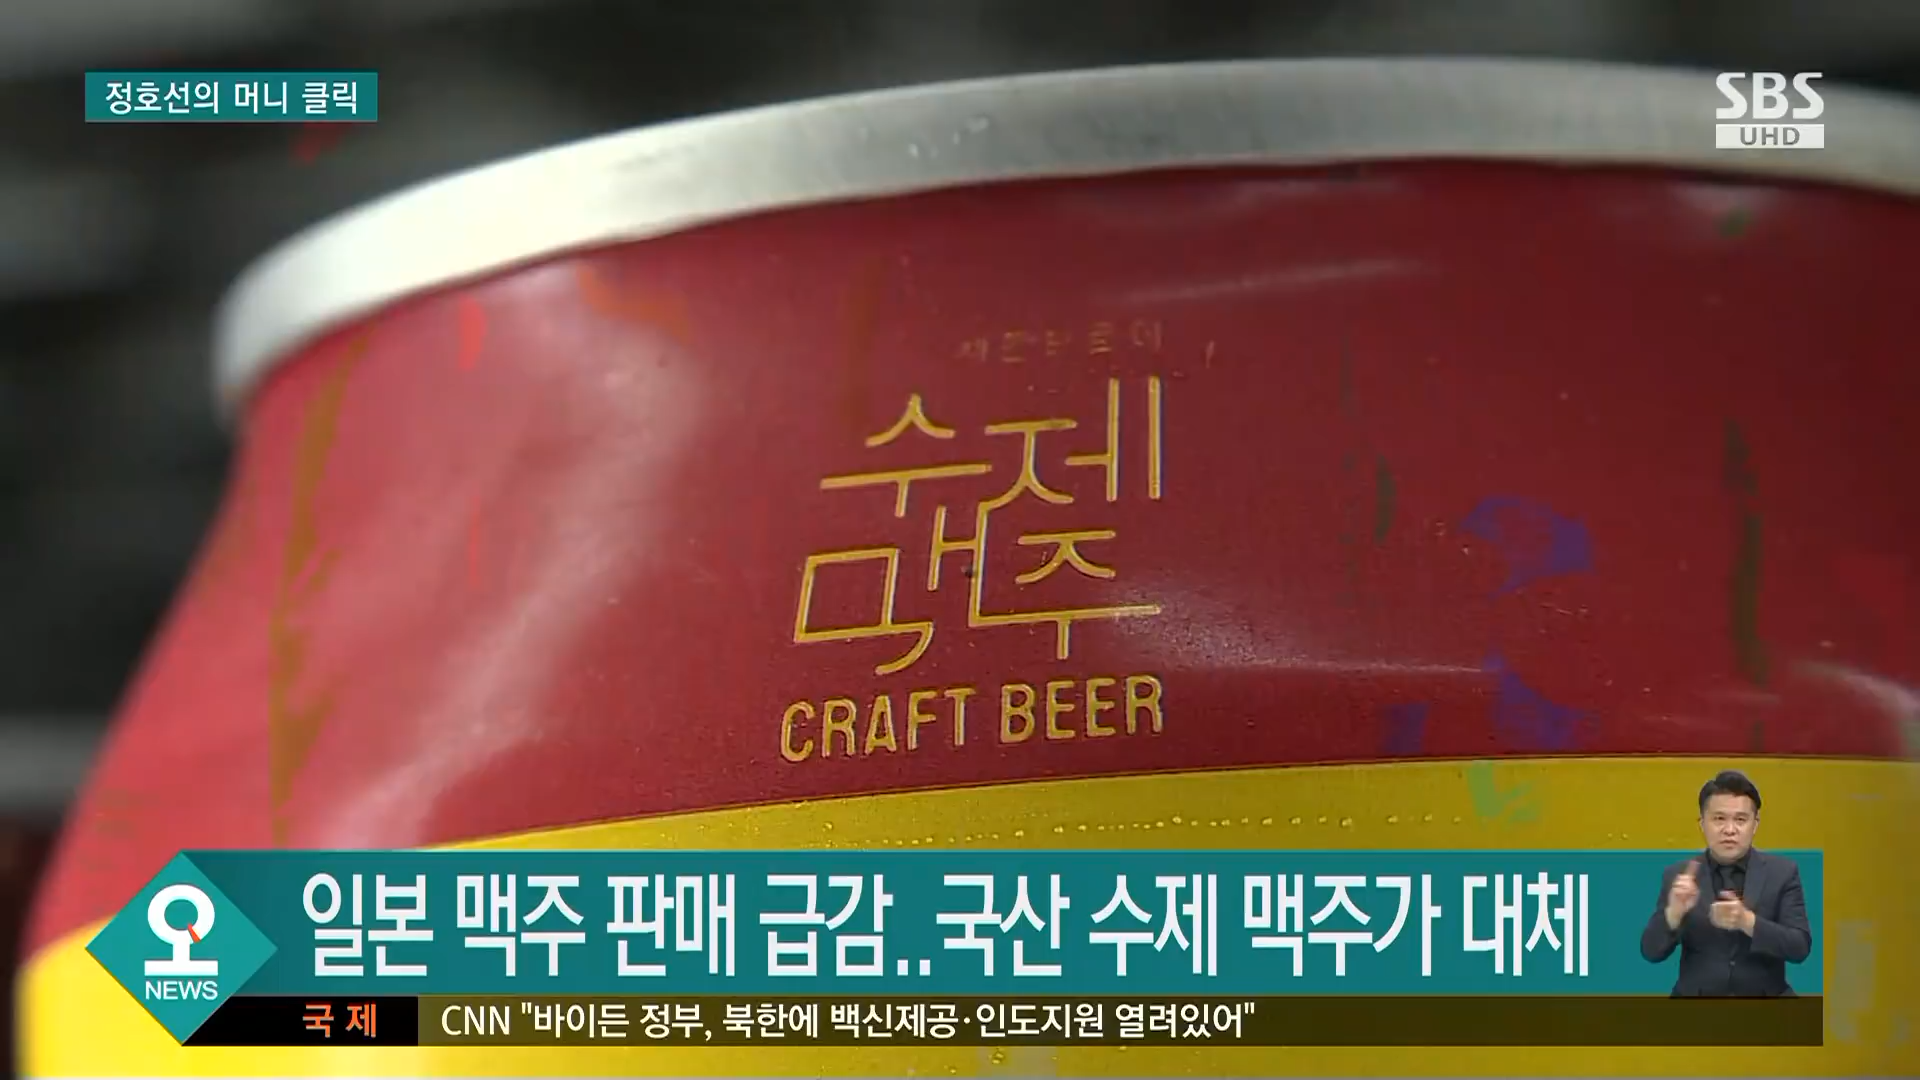 정호선의 머니 클릭
SBS
UHD
수제
맥주
CRAFT BEER
일본 맥주 판매 급감..국산 수제 맥주가 대체
오
NEWS
국 제
CNN "바이든 정부, 북한에 백신제공·인도지원 열려있어"